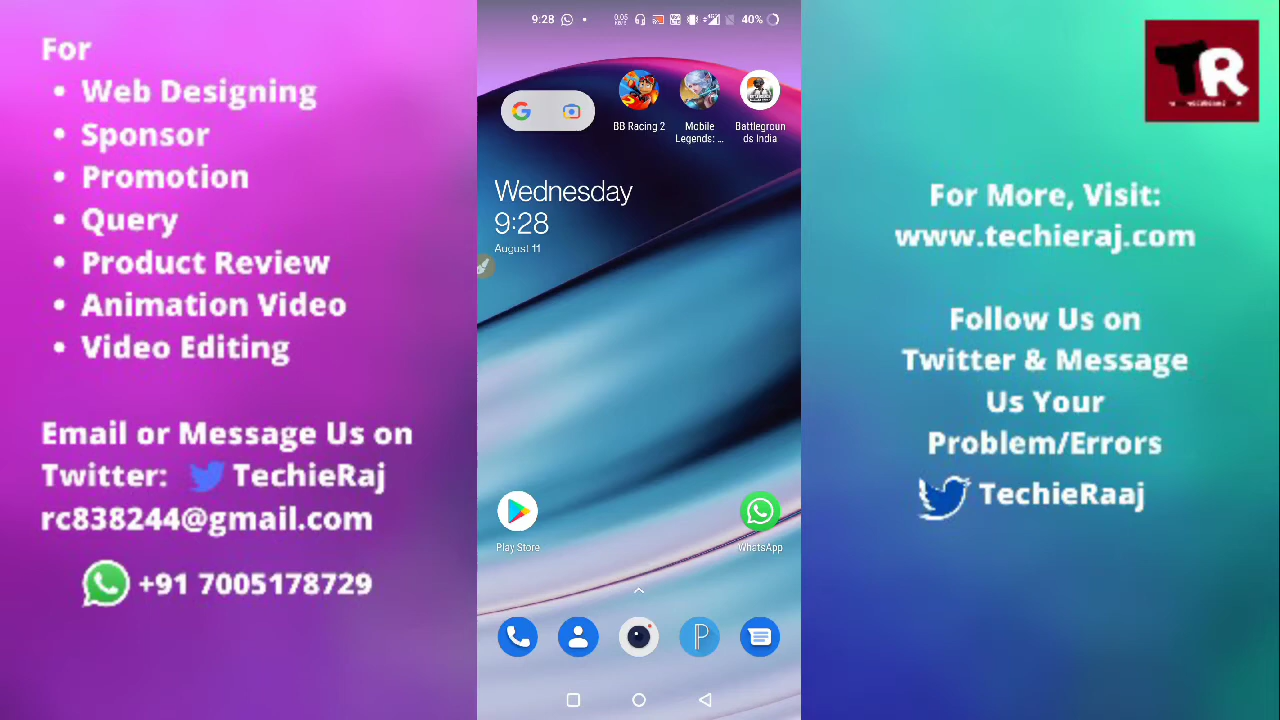 For
• Web Designing
• Sponsor
• Promotion
• Query
• Product Review
• Animation Video
• Video Editing
Email or Message Us on
Twitter: TechieRaj
rc838244@gmail.com
+91 7005178729
9:28
40%
BB Racing 2
Mobile
Legends: ...
Battlegroun
ds India
Wednesday
9:28
August 11
Play Store
WhatsApp
TR
For More, Visit:
www.techieraj.com
Follow Us on
Twitter & Message
Us Your
Problem/Errors
TechieRaaj